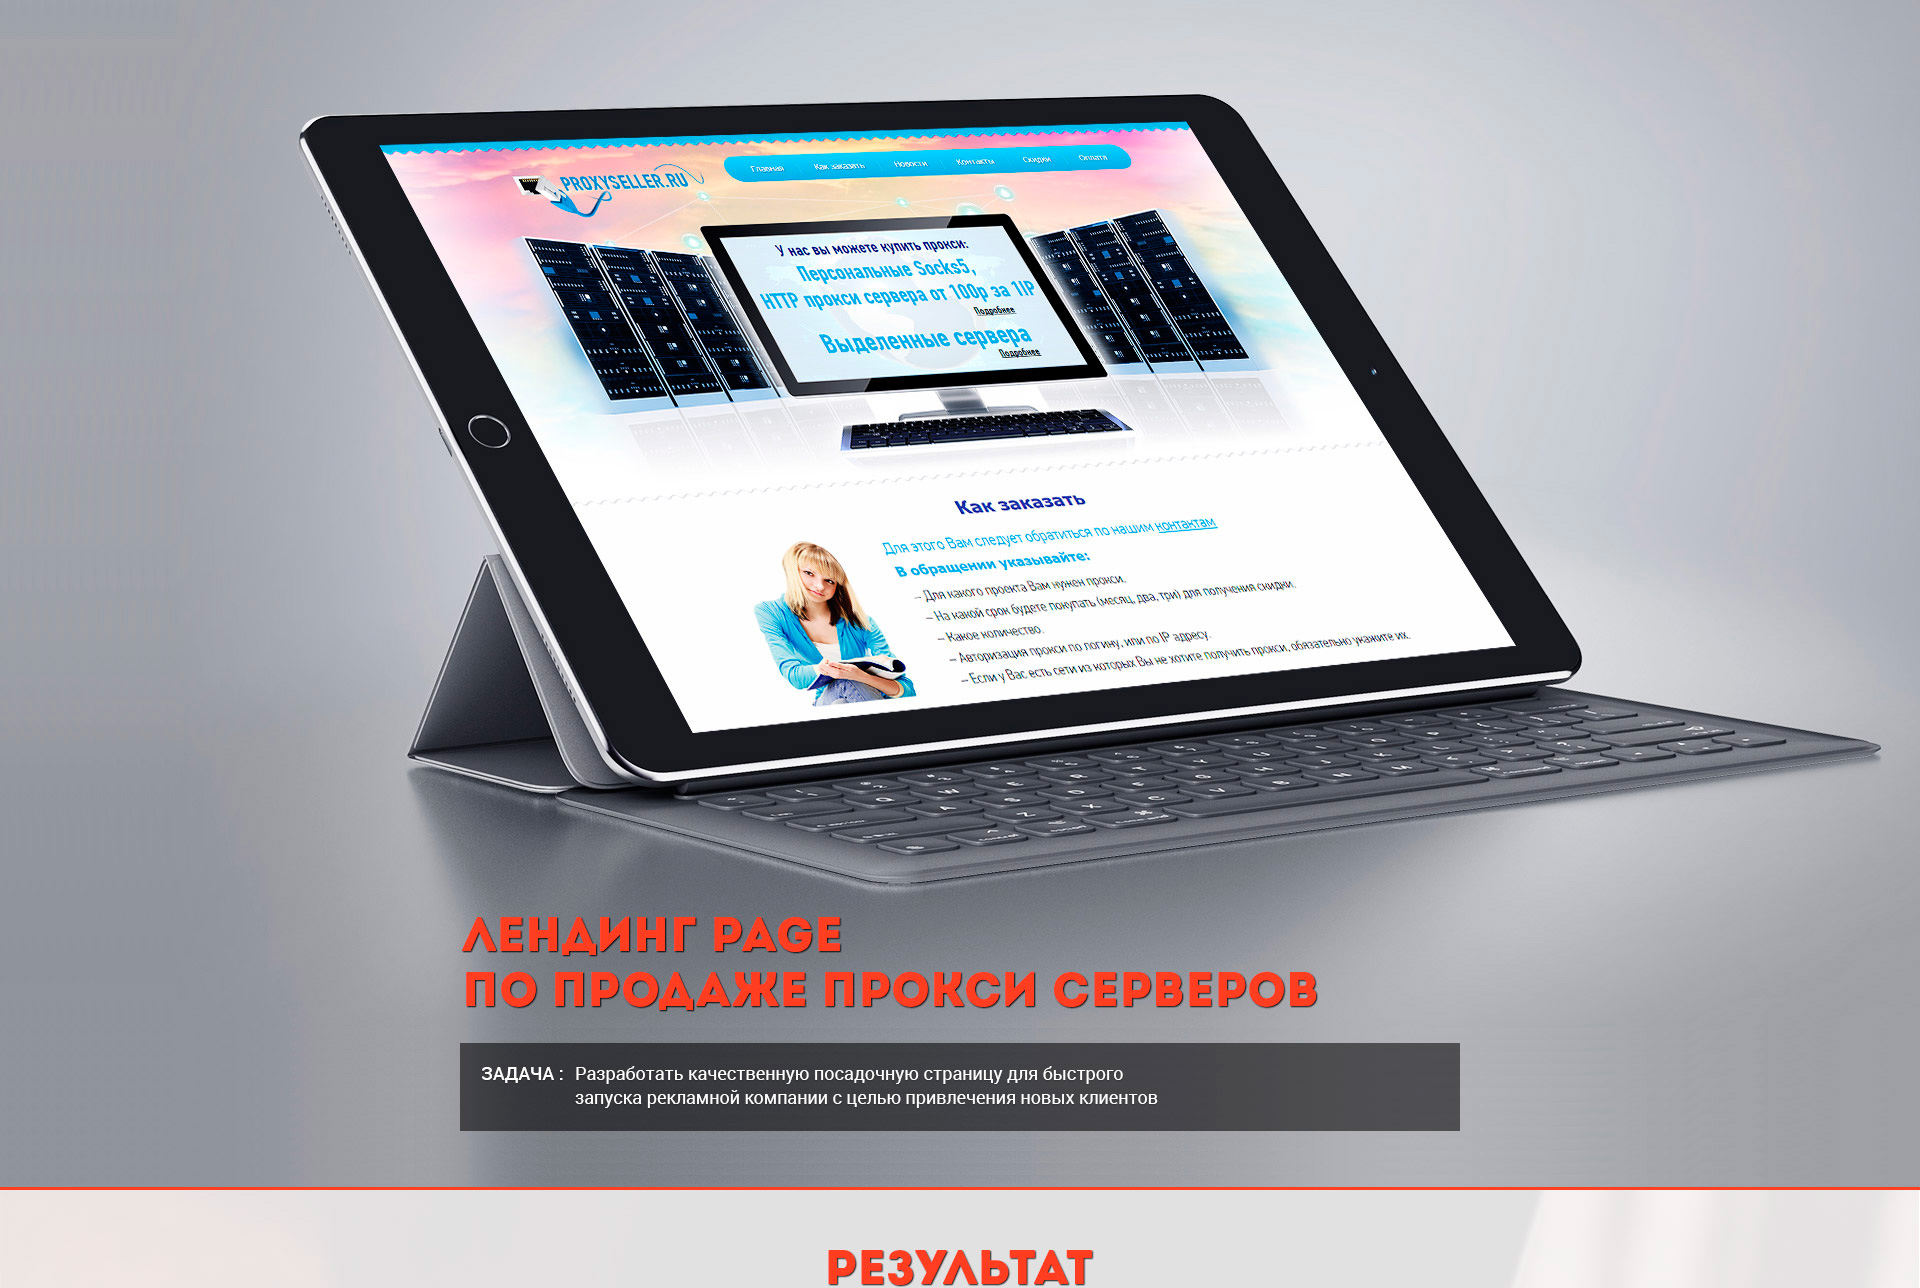 PROXYSELLER.RU
Главная Как заказать Новости Контакты Скидки Оплата
У нас вы можете купить прокси:
Персональные Socks5,
HTTP прокси сервера от 100р за 1IP
Подробнее
Выделенные сервера
Подробнее
Как заказать
Для этого Вам следует обратиться по нашим контактам
В обращении указывайте:
– Для какого проекта Вам нужен прокси.
– На какой срок будете покупать (месяц, два, три) для получения скидки.
– Какое количество.
– Авторизация прокси по логину, или по IP адресу.
– Если у Вас есть сети из которых Вы не хотите получить прокси, обязательно укажите их.
ЛЕНДИНГ PAGE
ПО ПРОДАЖЕ ПРОКСИ СЕРВЕРОВ
ЗАДАЧА : Разработать качественную посадочную страницу для быстрого
запуска рекламной компании с целью привлечения новых клиентов
РЕЗУЛЬТАТ